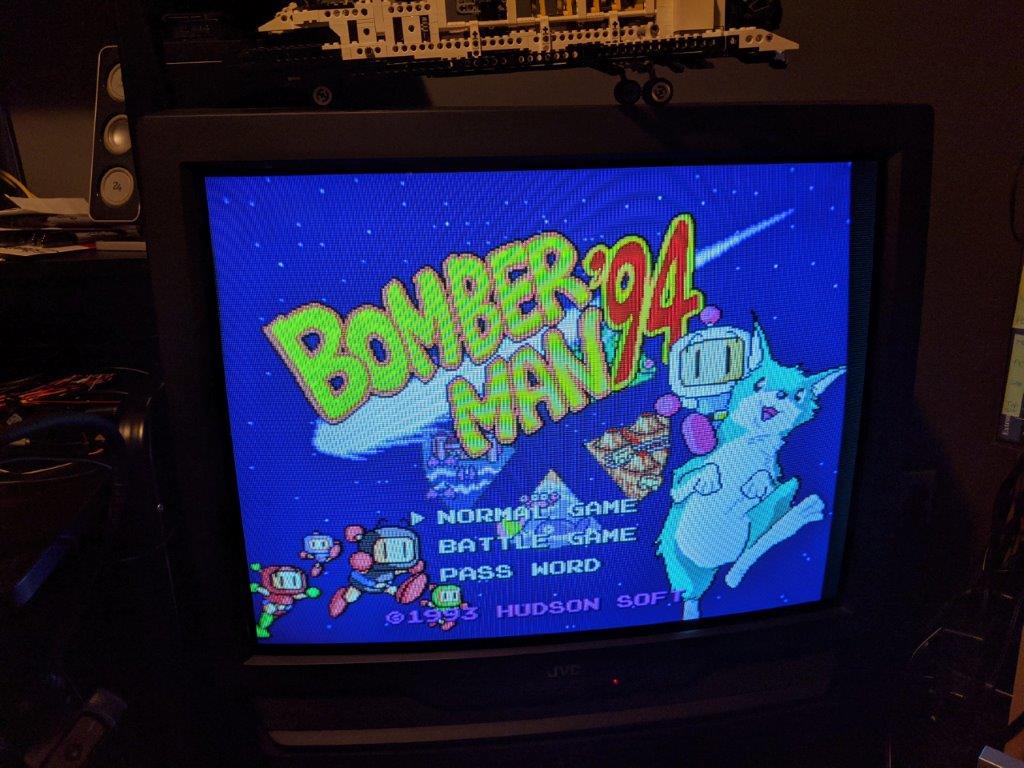 BOMBER
MAN '94
NORMAL GAME
BATTLE GAME
PASS WORD
©1993 HUDSON SOFT
JVC